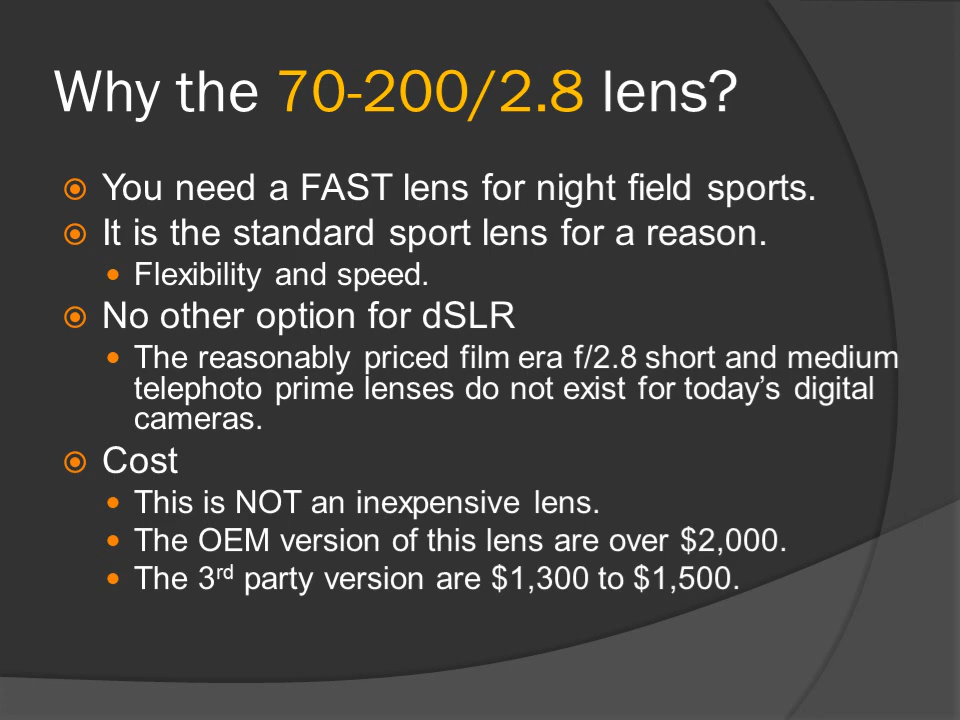 Why the 70-200/2.8 lens?
You need a FAST lens for night field sports.
It is the standard sport lens for a reason.
Flexibility and speed.
No other option for dSLR
The reasonably priced film era f/2.8 short and medium
telephoto prime lenses do not exist for today’s digital
cameras.
Cost
This is NOT an inexpensive lens.
The OEM version of this lens are over $2,000.
The 3rd party version are $1,300 to $1,500.